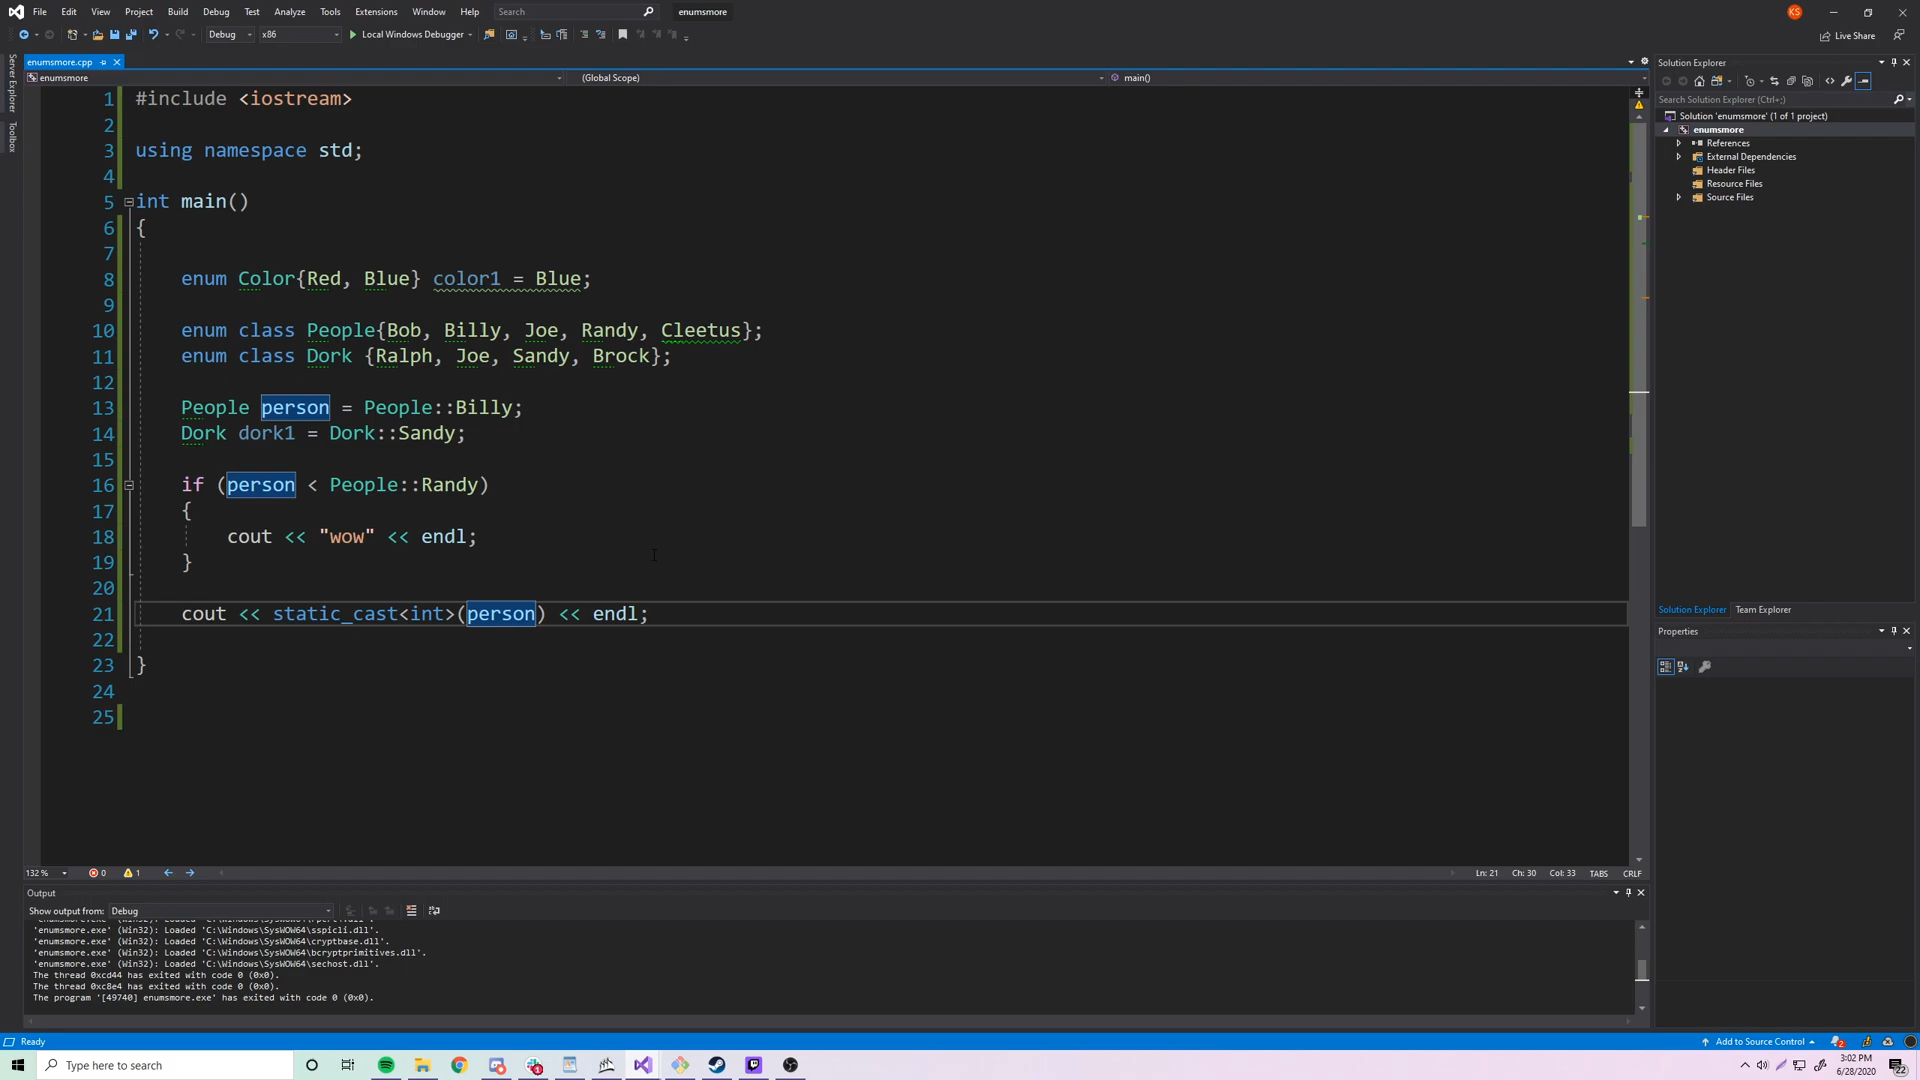 File Edit View Project Build Debug Test Analyze Tools Extensions Window Help Search enumsmore KS
Debug x86 Local Windows Debugger Live Share
enumsmore.cpp
enumsmore (Global Scope) main()
Server Explorer
Toolbox
1 #include <iostream>
2
3 using namespace std;
4
5 int main()
6 {
7
8 enum Color{Red, Blue} color1 = Blue;
9
10 enum class People{Bob, Billy, Joe, Randy, Cleetus};
11 enum class Dork {Ralph, Joe, Sandy, Brock};
12
13 People person = People::Billy;
14 Dork dork1 = Dork::Sandy;
15
16 if (person < People::Randy)
17 {
18 cout << "wow" << endl;
19 }
20
21 cout << static_cast<int>(person) << endl;
22
23 }
24
25
132 % 0 1 Ln: 21 Ch: 30 Col: 33 TABS CRLF
Output
Show output from: Debug
'enumsmore.exe' (Win32): Loaded 'C:\Windows\SysWOW64\sspicli.dll'.
'enumsmore.exe' (Win32): Loaded 'C:\Windows\SysWOW64\cryptbase.dll'.
'enumsmore.exe' (Win32): Loaded 'C:\Windows\SysWOW64\bcryptprimitives.dll'.
'enumsmore.exe' (Win32): Loaded 'C:\Windows\SysWOW64\sechost.dll'.
The thread 0xcd44 has exited with code 0 (0x0).
The thread 0xc8e4 has exited with code 0 (0x0).
The program '[49740] enumsmore.exe' has exited with code 0 (0x0).
Solution Explorer
Search Solution Explorer (Ctrl+;)
Solution 'enumsmore' (1 of 1 project)
enumsmore
References
External Dependencies
Header Files
Resource Files
Source Files
Solution Explorer Team Explorer
Properties
Ready Add to Source Control 2
Type here to search
3:02 PM
6/28/2020
22